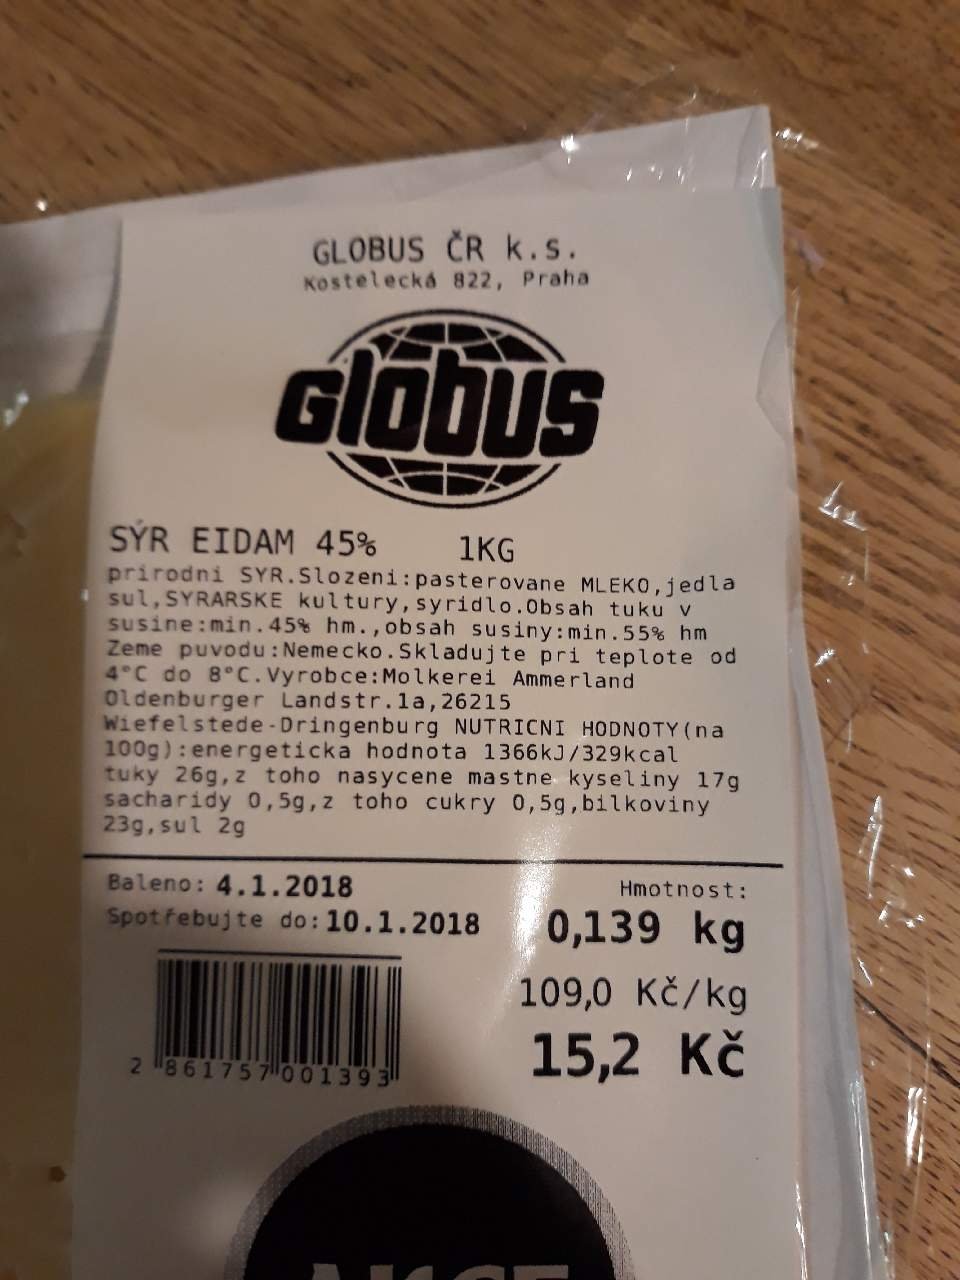 GLOBUS ČR k.s.
Kostelecká 822, Praha
Globus
SÝR EIDAM 45% 1KG
prirodni SYR.Slozeni:pasterovane MLEKO,jedla
sul,SYRARSKE kultury,syridlo.Obsah tuku v
susine:min.45% hm.,obsah susiny:min.55% hm
Zeme puvodu:Nemecko.Skladujte pri teplote od
4°C do 8°C.Vyrobce:Molkerei Ammerland
Oldenburger Landstr.1a,26215
Wiefelstede-Dringenburg NUTRICNI HODNOTY(na
100g):energeticka hodnota 1366kJ/329kcal
tuky 26g,z toho nasycene mastne kyseliny 17g
sacharidy 0,5g,z toho cukry 0,5g,bilkoviny
23g,sul 2g
Baleno: 4.1.2018
Spotřebujte do: 10.1.2018
Hmotnost:
0,139 kg
109,0 Kč/kg
15,2 Kč
2 861757 001393